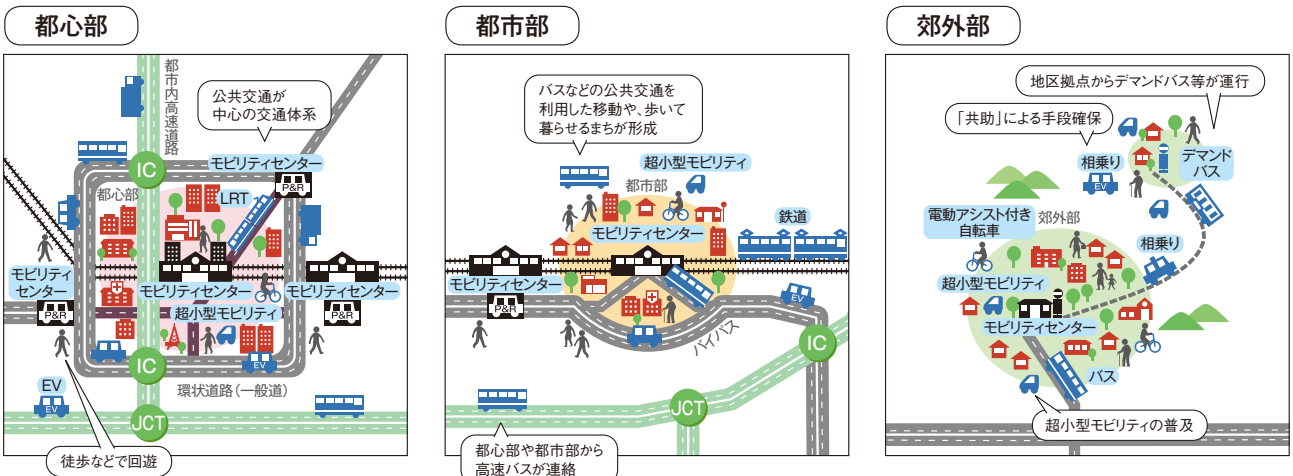 都心部
都市内高速道路
公共交通が
中心の交通体系
モビリティセンター
P&R
IC
都心部
LRT
モビリティ
センター
P&R
モビリティセンター
モビリティセンター
P&R
超小型モビリティ
IC
EV
環状道路（一般道）
EV
EV
JCT
徒歩などで回遊
都市部
バスなどの公共交通を
利用した移動や、歩いて
暮らせるまちが形成
超小型モビリティ
都市部
鉄道
モビリティセンター
モビリティセンター
P&R
EV
バイパス
IC
JCT
都心部や都市部から
高速バスが連絡
郊外部
地区拠点からデマンドバス等が運行
「共助」による手段確保
相乗り
EV
デマンド
バス
電動アシスト付き
自転車
郊外部
相乗り
超小型モビリティ
モビリティセンター
バス
超小型モビリティの普及